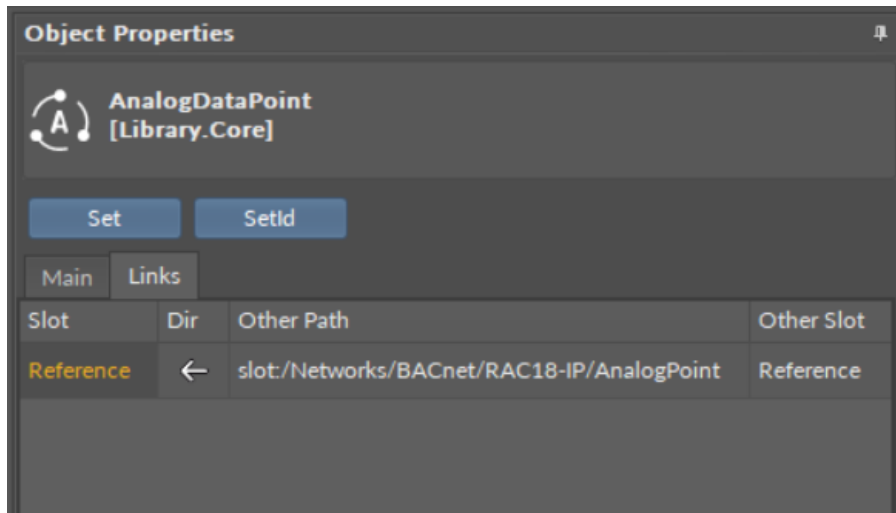 Object Properties
A
AnalogDataPoint
[Library.Core]
Set SetId
Main Links
Slot Dir Other Path Other Slot
Reference ← slot:/Networks/BACnet/RAC18-IP/AnalogPoint Reference